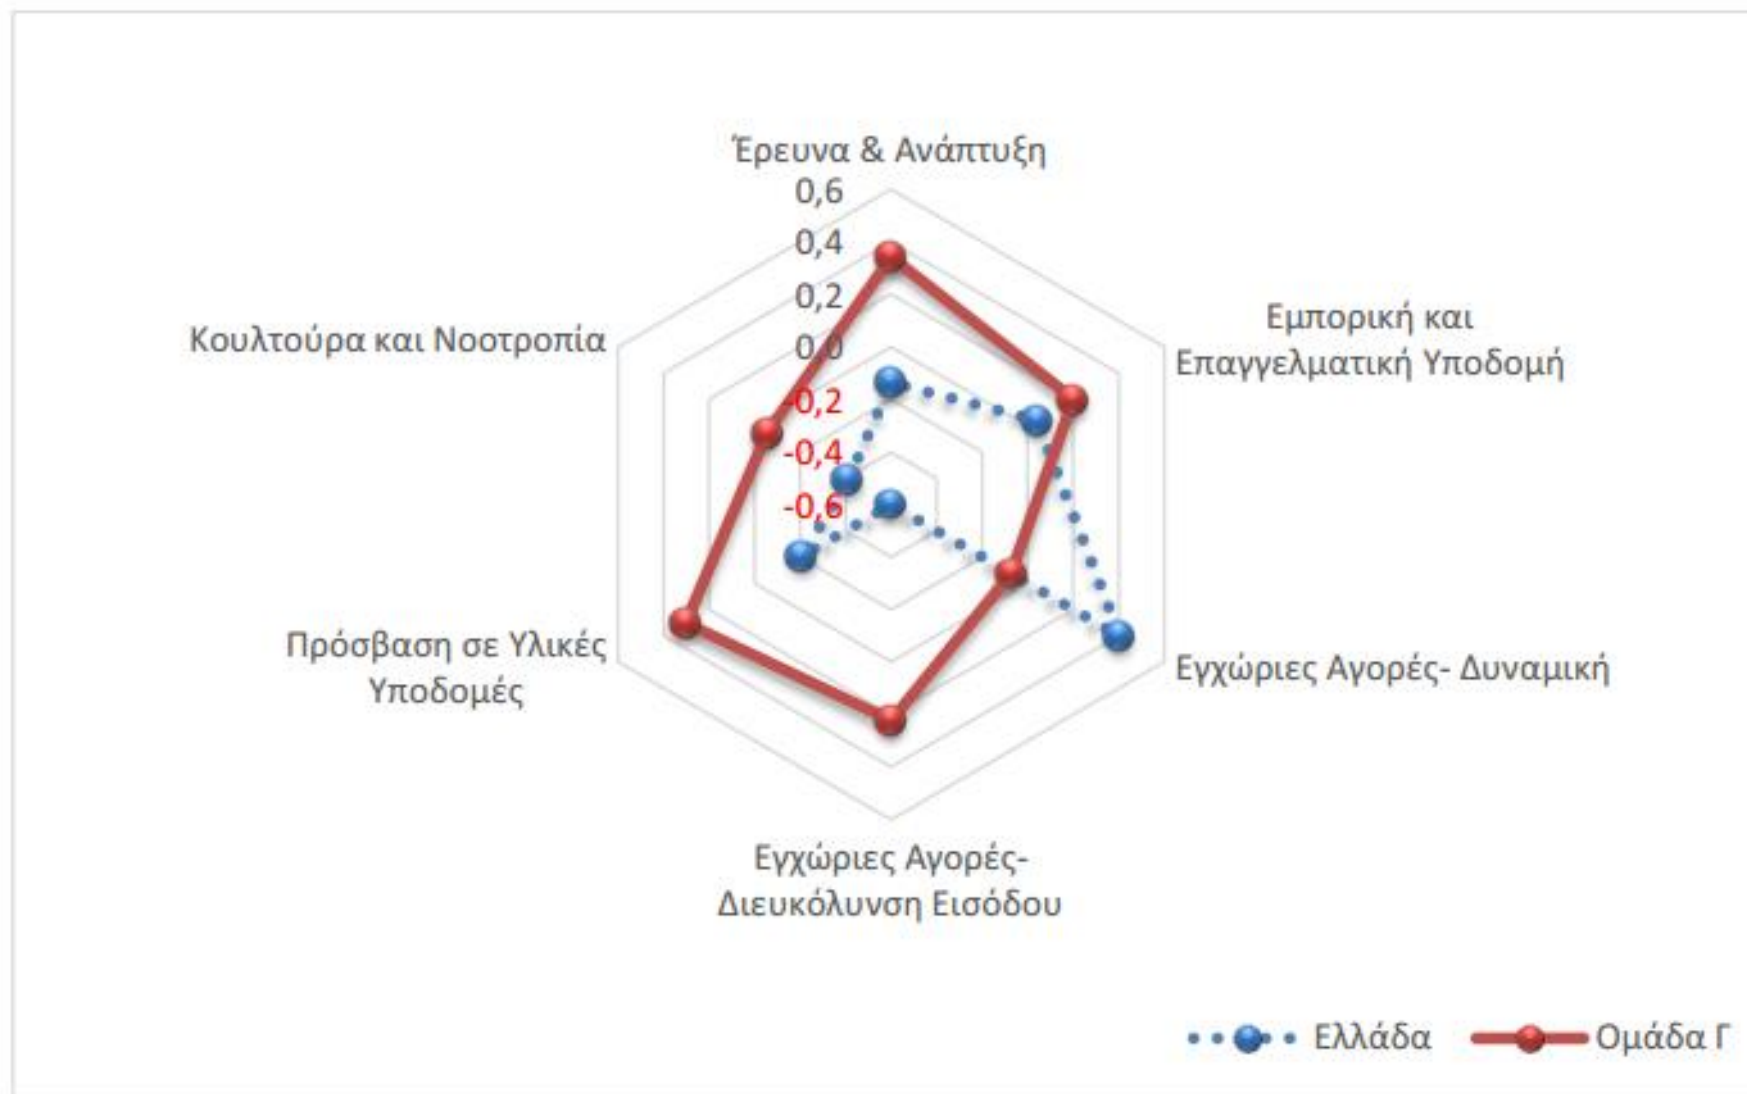 Έρευνα & Ανάπτυξη
0,6
0,4
0,2
0,0
-0,2
-0,4
-0,6
Εμπορική και
Επαγγελματική Υποδομή
Εγχώριες Αγορές- Δυναμική
Εγχώριες Αγορές-
Διευκόλυνση Εισόδου
Πρόσβαση σε Υλικές
Υποδομές
Κουλτούρα και Νοοτροπία
Ελλάδα
Ομάδα Γ